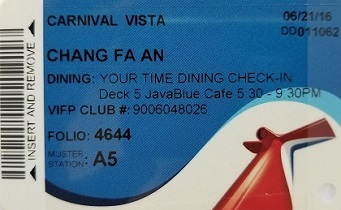 CARNIVAL VISTA 06/21/16
DD011062
CHANG FA AN
DINING: YOUR TIME DINING CHECK-IN
Deck 5 JavaBlue Cafe 5:30 - 9:30PM
VIFP CLUB #: 9006048026
FOLIO: 4644
MUSTER STATION: A5
INSERT AND REMOVE